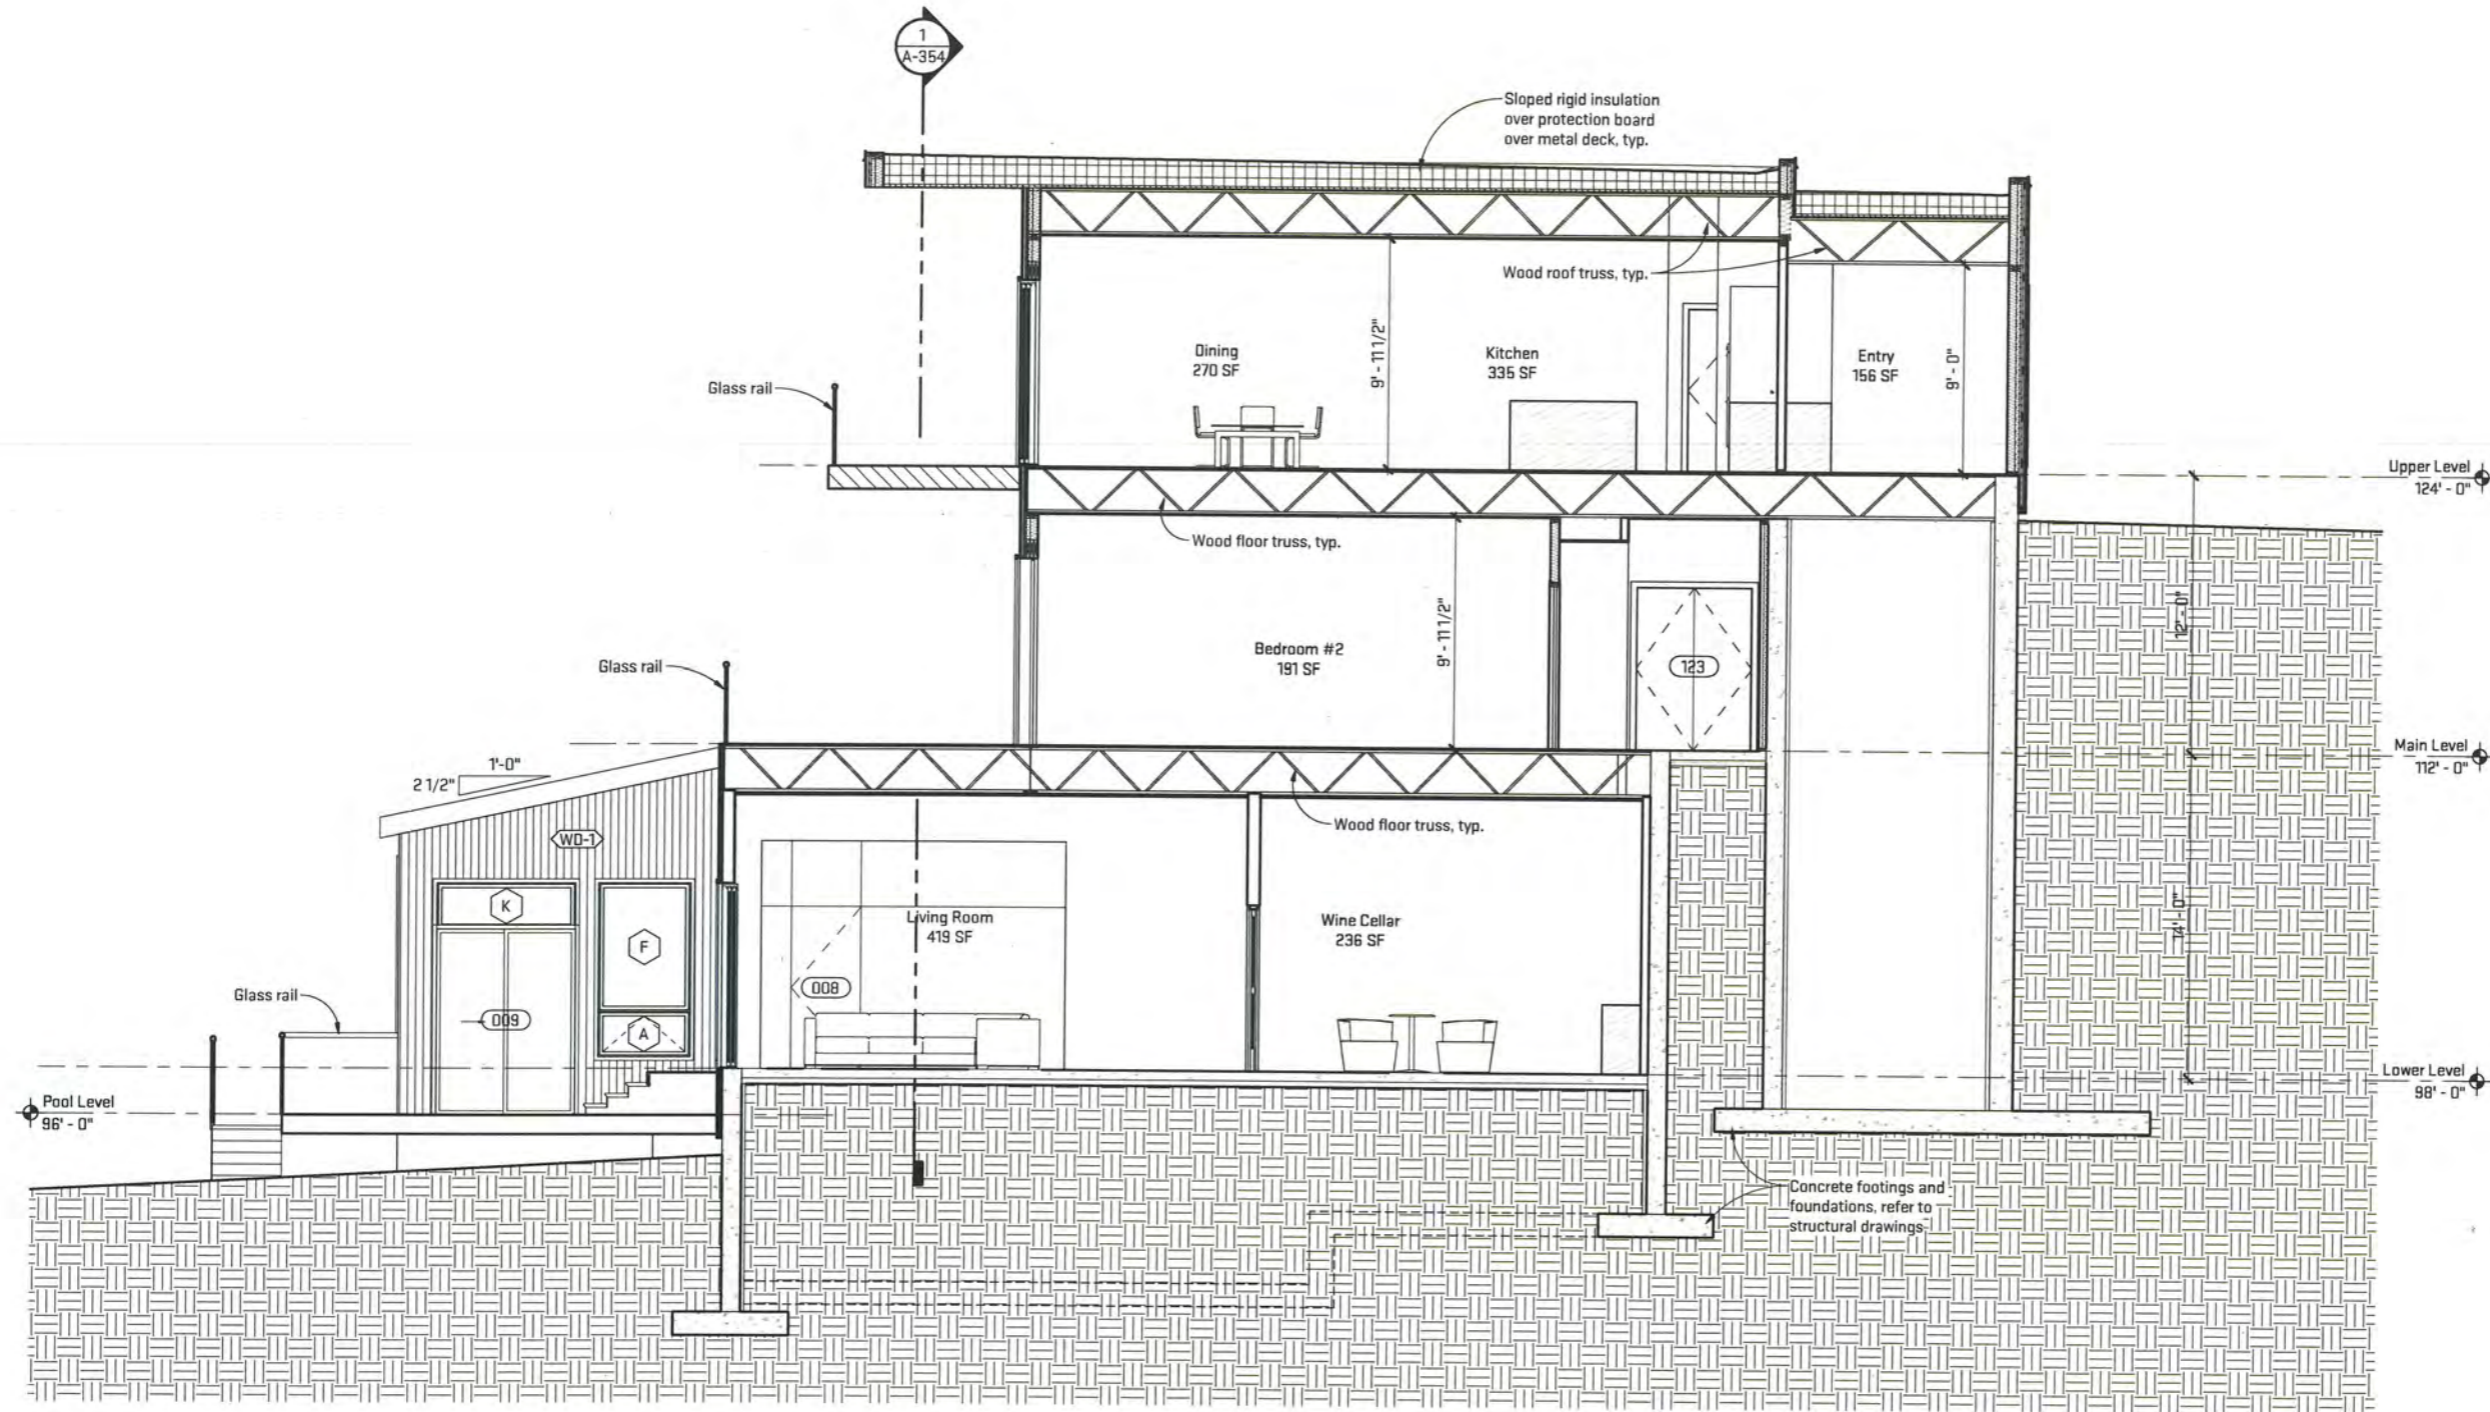 1
A-354
Sloped rigid insulation
over protection board
over metal deck, typ.
Wood roof truss, typ.
Dining
270 SF
9' - 11 1/2"
Kitchen
335 SF
Entry
156 SF
9' - 0"
Glass rail
Upper Level
124' - 0"
Wood floor truss, typ.
12' - 0"
Bedroom #2
191 SF
9' - 11 1/2"
123
Glass rail
Main Level
112' - 0"
1'-0"
2 1/2"
WD-1
Wood floor truss, typ.
K
F
Living Room
419 SF
Wine Cellar
236 SF
14' - 0"
008
Glass rail
009
A
Lower Level
98' - 0"
Pool Level
96' - 0"
Concrete footings and
foundations, refer to
structural drawings